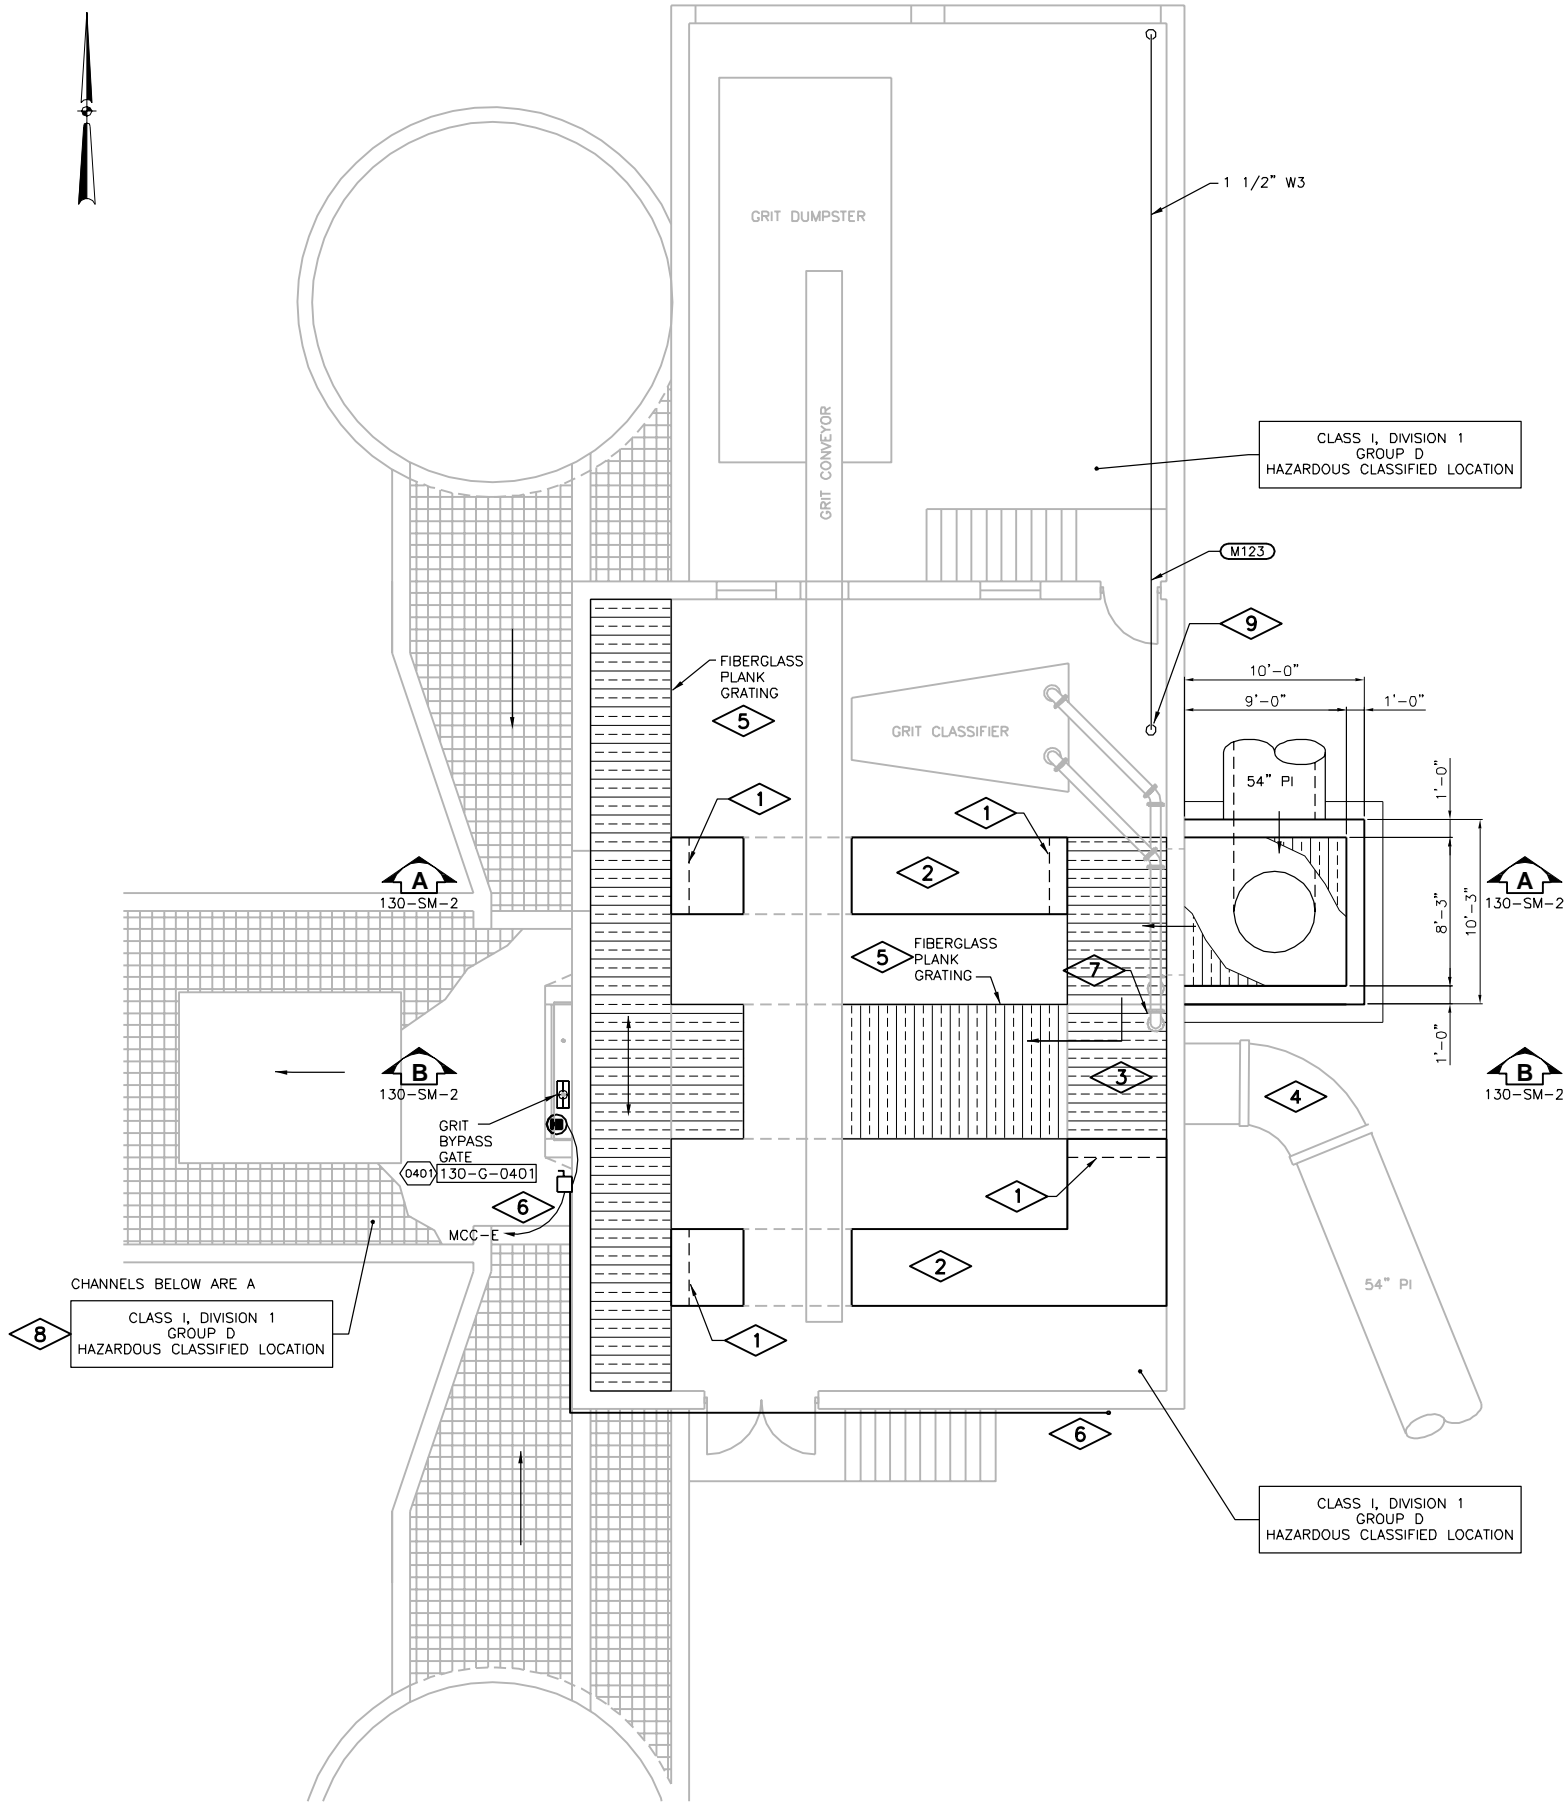 1 1/2" W3
GRIT DUMPSTER
GRIT CONVEYOR
CLASS I, DIVISION 1
GROUP D
HAZARDOUS CLASSIFIED LOCATION
M123
9
FIBERGLASS
PLANK
GRATING
5
GRIT CLASSIFIER
10'-0"
9'-0"
1'-0"
54" PI
1'-0"
8'-3"
10'-3"
1'-0"
1
1
2
A
130-SM-2
A
130-SM-2
5
FIBERGLASS
PLANK
GRATING
7
B
130-SM-2
B
130-SM-2
3
4
GRIT
BYPASS
GATE
0401
130-G-0401
6
MCC-E
1
2
54" PI
CHANNELS BELOW ARE A
8
CLASS I, DIVISION 1
GROUP D
HAZARDOUS CLASSIFIED LOCATION
1
6
CLASS I, DIVISION 1
GROUP D
HAZARDOUS CLASSIFIED LOCATION